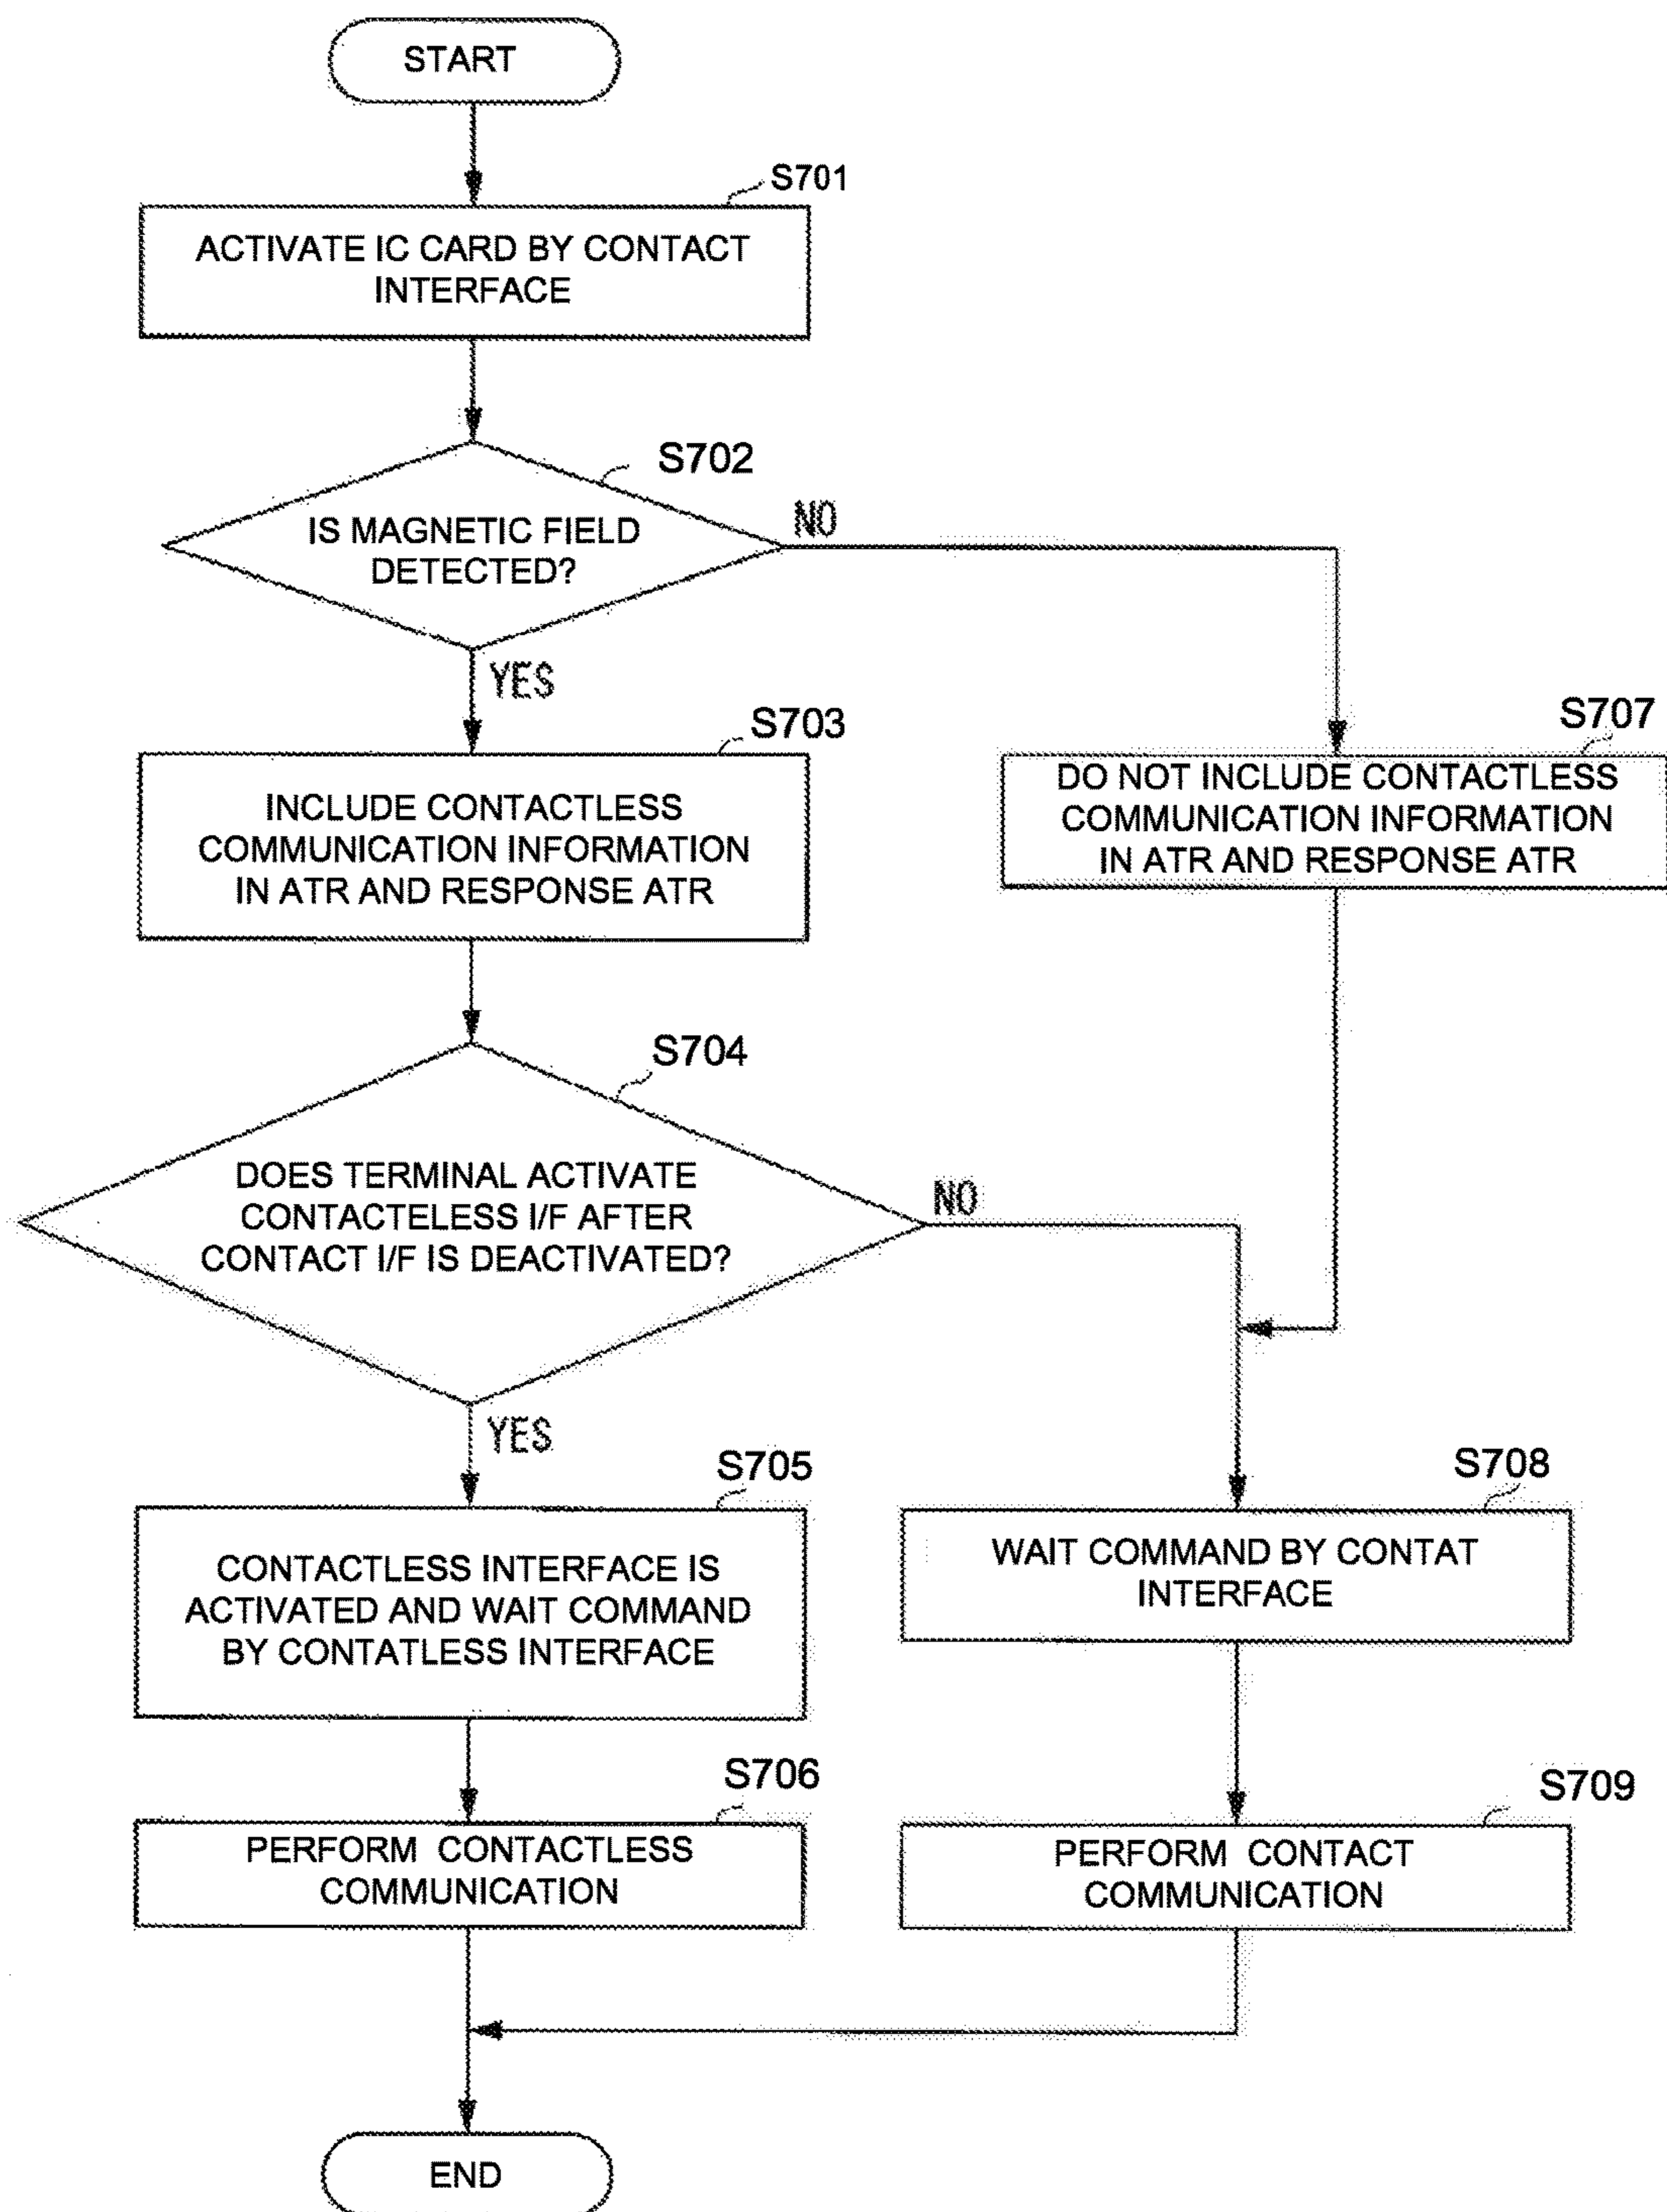 START
S701
ACTIVATE IC CARD BY CONTACT
INTERFACE
S702
IS MAGNETIC FIELD
DETECTED?
NO
YES
S703
INCLUDE CONTACTLESS
COMMUNICATION INFORMATION
IN ATR AND RESPONSE ATR
S707
DO NOT INCLUDE CONTACTLESS
COMMUNICATION INFORMATION
IN ATR AND RESPONSE ATR
S704
DOES TERMINAL ACTIVATE
CONTACTELESS I/F AFTER
CONTACT I/F IS DEACTIVATED?
NO
YES
S705
CONTACTLESS INTERFACE IS
ACTIVATED AND WAIT COMMAND
BY CONTATLESS INTERFACE
S708
WAIT COMMAND BY CONTAT
INTERFACE
S706
PERFORM CONTACTLESS
COMMUNICATION
S709
PERFORM CONTACT
COMMUNICATION
END